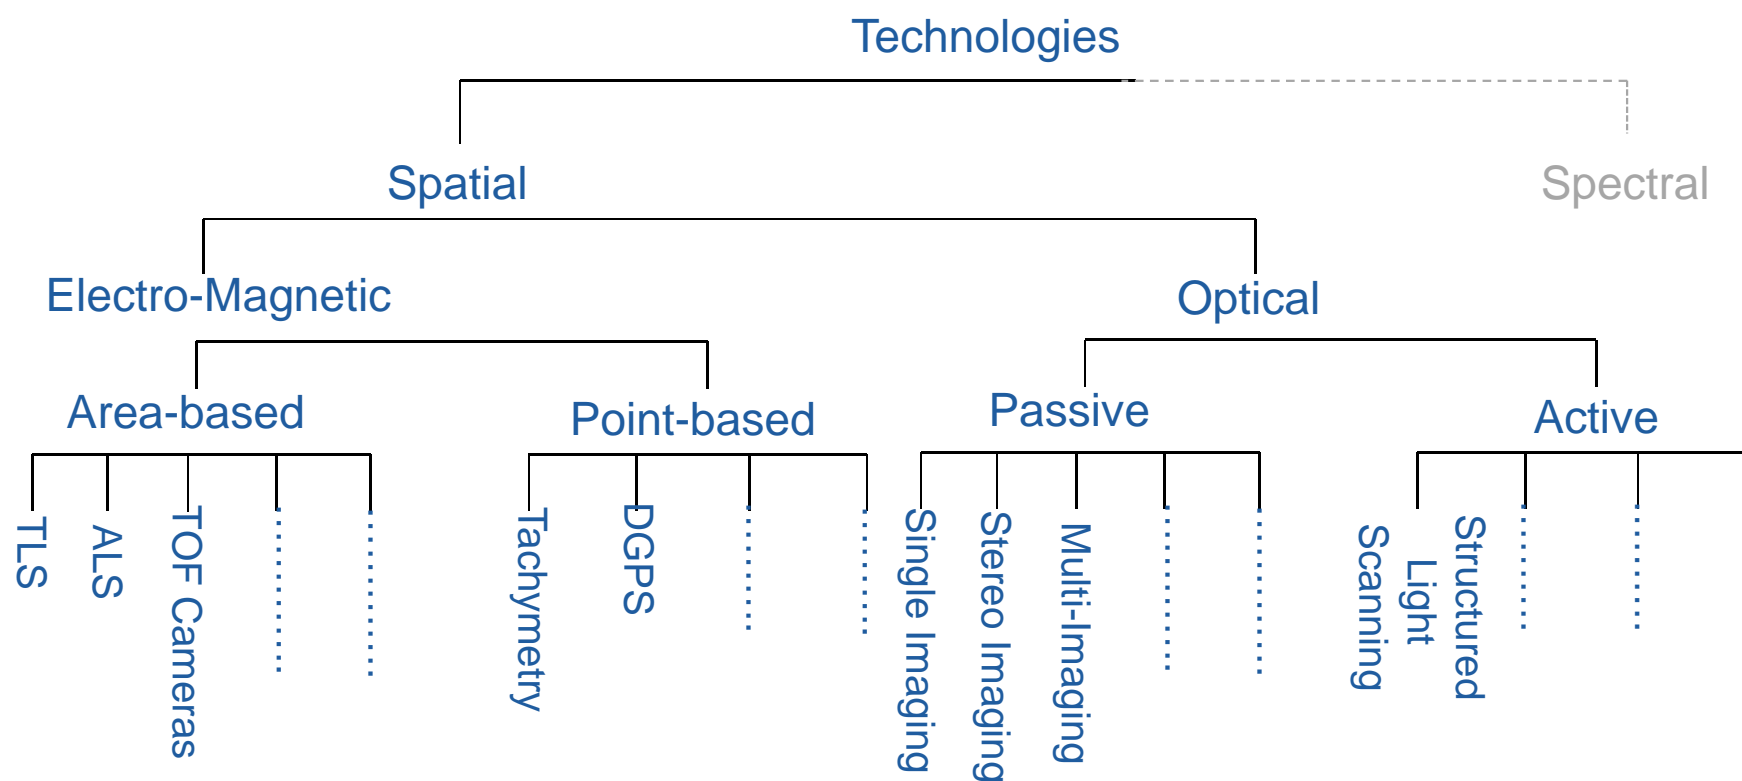 Technologies
Spatial
Spectral
Electro-Magnetic
Optical
Area-based
Point-based
Passive
Active
TLS
ALS
TOF Cameras
Tachymetry
DGPS
Single Imaging
Stereo Imaging
Multi-Imaging
Structured
Light
Scanning